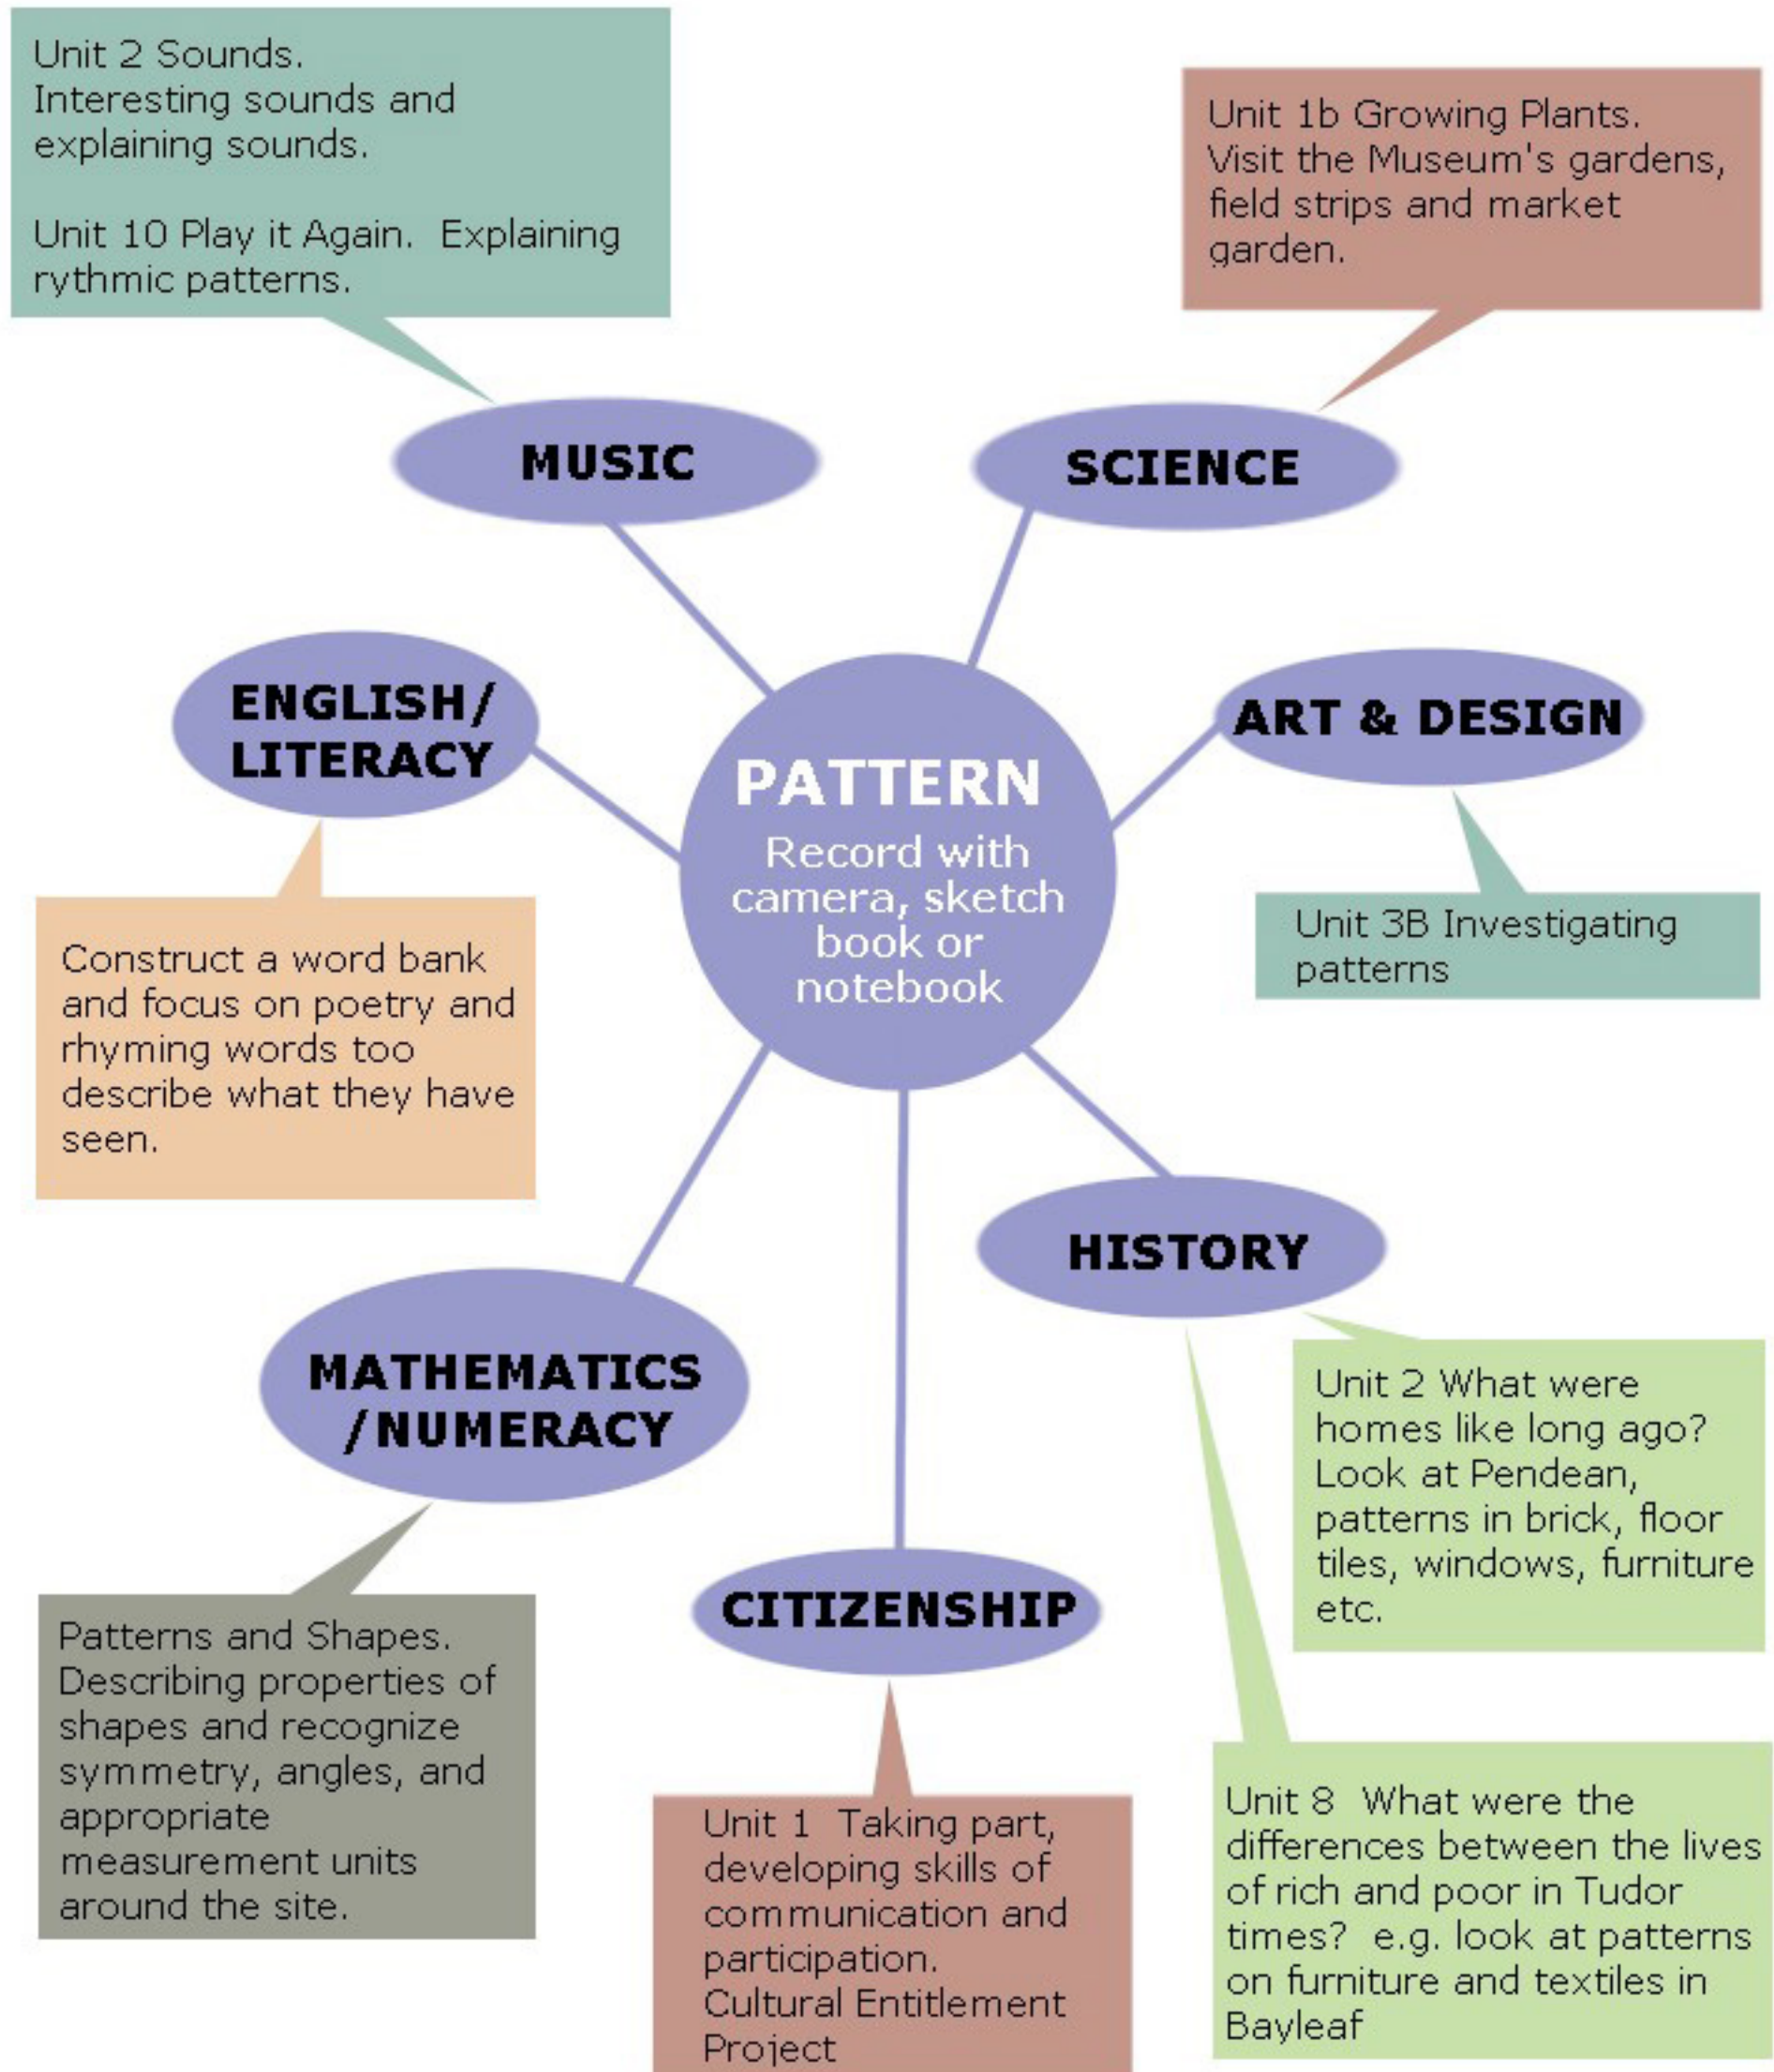 Unit 2 Sounds.
Interesting sounds and
explaining sounds.
Unit 10 Play it Again.  Explaining
rythmic patterns.
Unit 1b Growing Plants.
Visit the Museum's gardens,
field strips and market
garden.
MUSIC
SCIENCE
ENGLISH/
LITERACY
ART & DESIGN
PATTERN
Record with
camera, sketch
book or
notebook
Construct a word bank
and focus on poetry and
rhyming words too
describe what they have
seen.
Unit 3B Investigating
patterns
HISTORY
MATHEMATICS
/NUMERACY
Unit 2 What were
homes like long ago?
Look at Pendean,
patterns in brick, floor
tiles, windows, furniture
etc.
CITIZENSHIP
Patterns and Shapes.
Describing properties of
shapes and recognize
symmetry, angles, and
appropriate
measurement units
around the site.
Unit 1  Taking part,
developing skills of
communication and
participation.
Cultural Entitlement
Project
Unit 8  What were the
differences between the lives
of rich and poor in Tudor
times?  e.g. look at patterns
on furniture and textiles in
Bayleaf